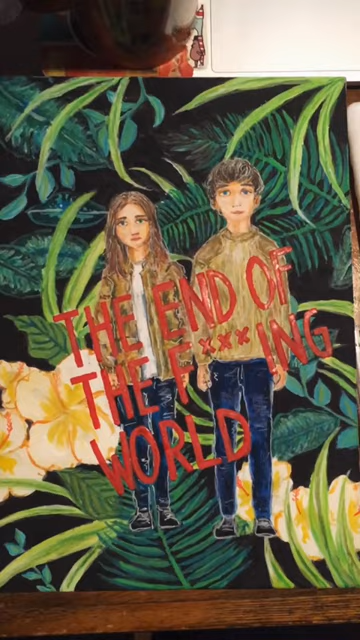 THE END OF
THE F***ING
WORLD